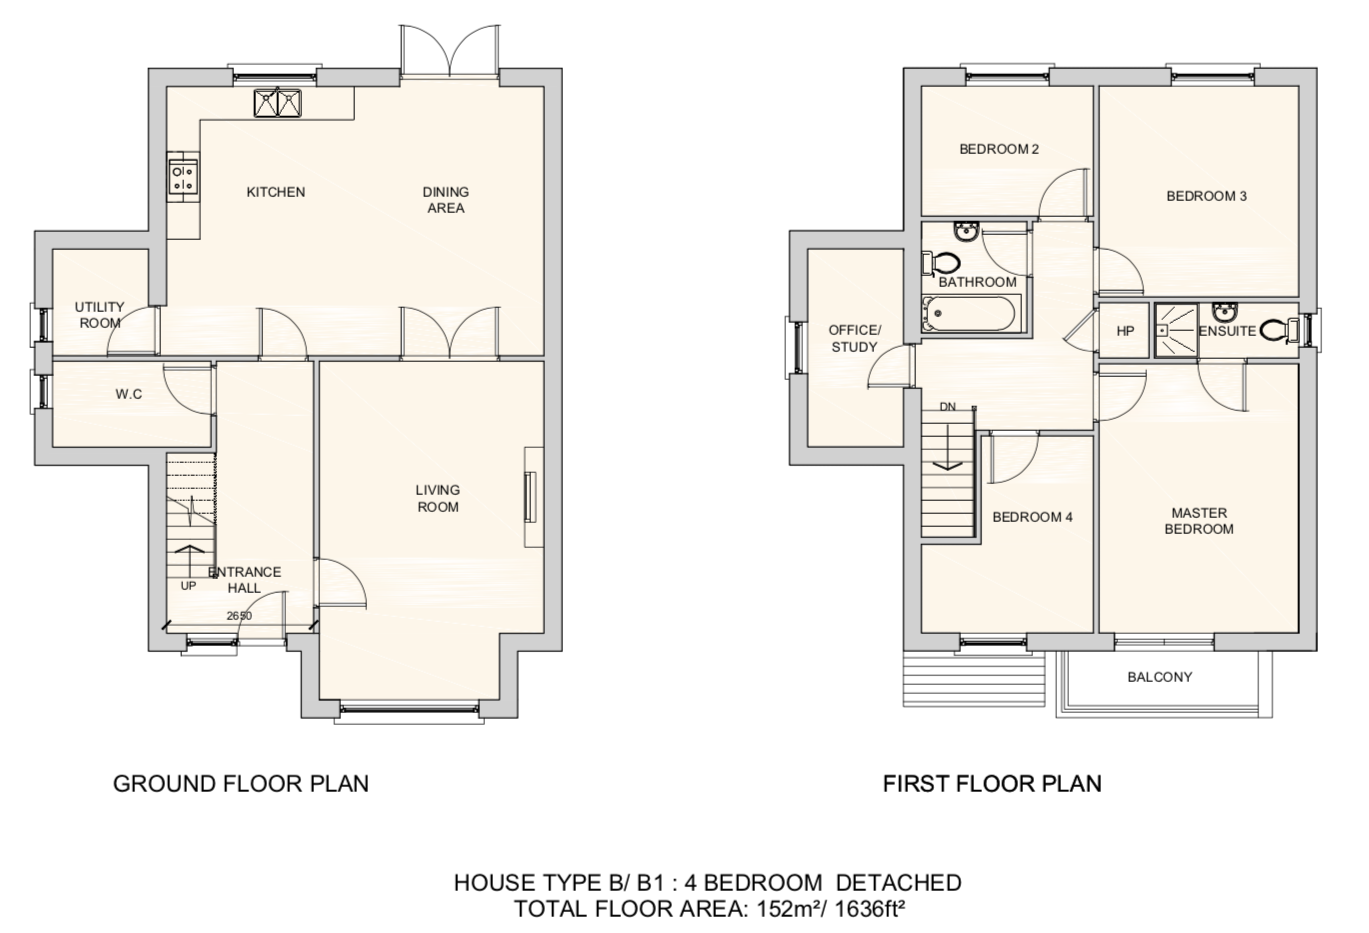 KITCHEN
DINING
AREA
UTILITY
ROOM
W.C
LIVING
ROOM
ENTRANCE
HALL
UP
2650
GROUND FLOOR PLAN
BEDROOM 2
BEDROOM 3
BATHROOM
OFFICE/
STUDY
HP
ENSUITE
DN
BEDROOM 4
MASTER
BEDROOM
BALCONY
FIRST FLOOR PLAN
HOUSE TYPE B/ B1 : 4 BEDROOM DETACHED
TOTAL FLOOR AREA: 152m²/ 1636ft²